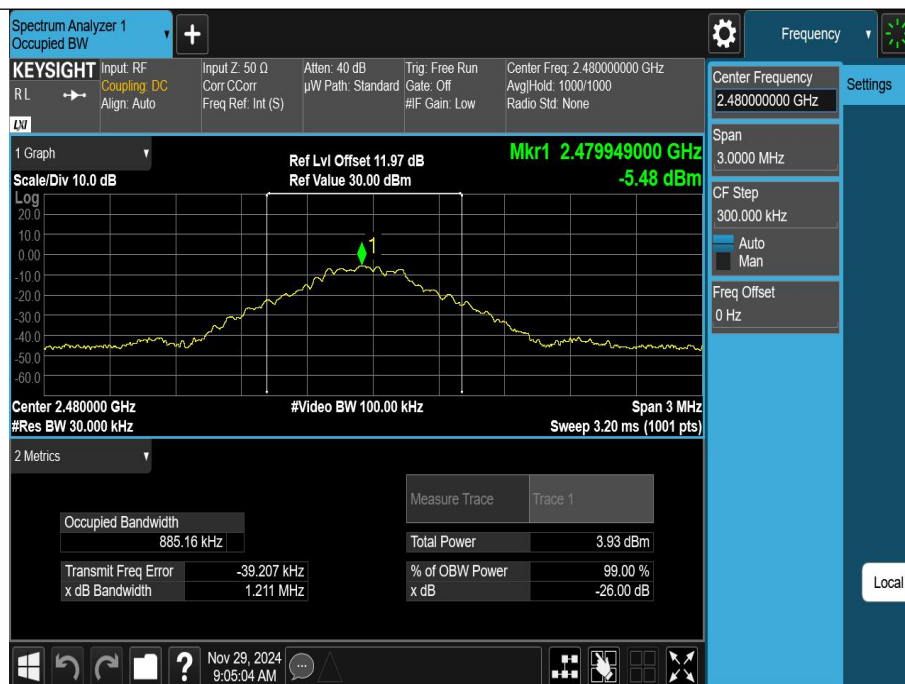 Spectrum Analyzer 1
Occupied BW
+
Frequency
KEYSIGHT
RL
LXI
Input: RF
Coupling: DC
Align: Auto
Input Z: 50 Ω
Corr CCorr
Freq Ref: Int (S)
Atten: 40 dB
µW Path: Standard
Trig: Free Run
Gate: Off
#IF Gain: Low
Center Freq: 2.480000000 GHz
Avg|Hold: 1000/1000
Radio Std: None
Center Frequency
2.480000000 GHz
Settings
Span
3.0000 MHz
CF Step
300.000 kHz
Auto
Man
Freq Offset
0 Hz
Local
1 Graph
Scale/Div 10.0 dB
Ref Lvl Offset 11.97 dB
Ref Value 30.00 dBm
Mkr1 2.479949000 GHz
-5.48 dBm
Log
20.0
10.0
0.00
-10.0
-20.0
-30.0
-40.0
-50.0
-60.0
1
Center 2.480000 GHz
#Res BW 30.000 kHz
#Video BW 100.00 kHz
Span 3 MHz
Sweep 3.20 ms (1001 pts)
2 Metrics
Measure Trace Trace 1
Occupied Bandwidth
885.16 kHz
Total Power 3.93 dBm
Transmit Freq Error -39.207 kHz
% of OBW Power 99.00 %
x dB Bandwidth 1.211 MHz
x dB -26.00 dB
?
Nov 29, 2024
9:05:04 AM